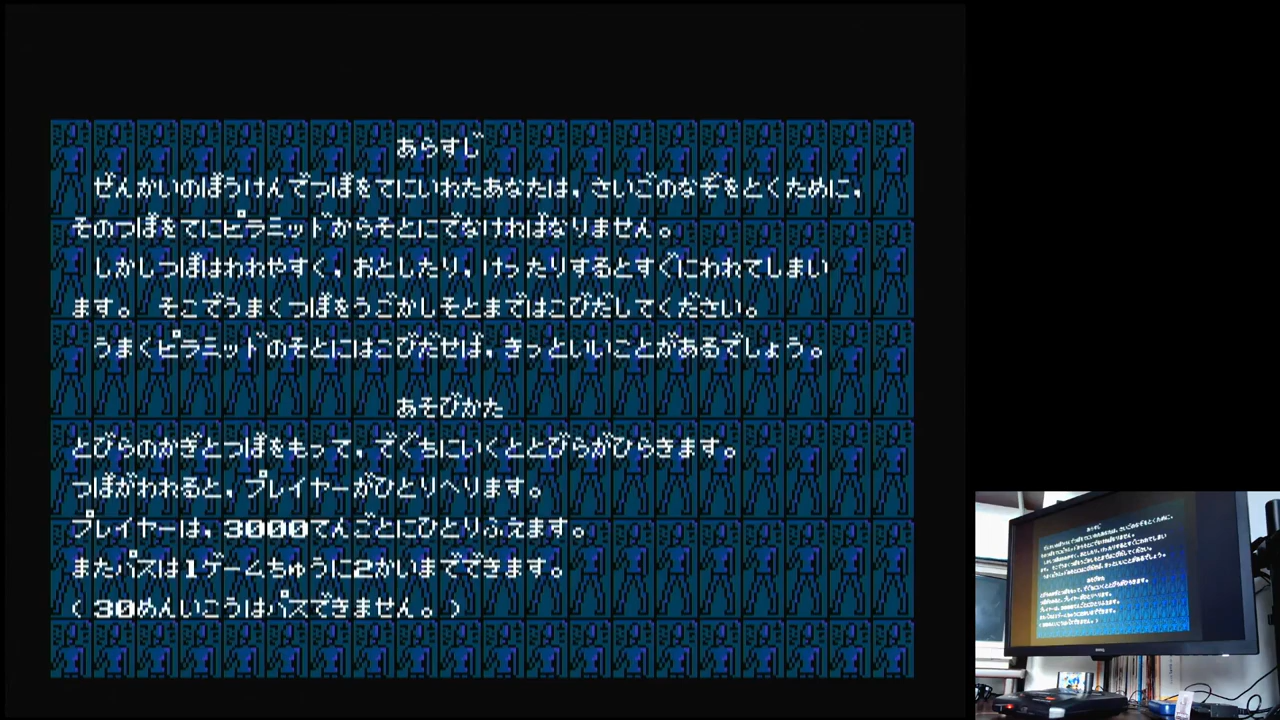 あらすじ
ぜんかいのぼうけんでつぼをてにいれたあなたは，さいごのなぞをとくために，
そのつぼをてにピラミッドからそとにでなければなりません。
しかしつぼはわれやすく，おとしたり，けったりするとすぐにわれてしまい
ます。 そこでうまくつぼをうごかしそとまではこびだしてください。
うまくピラミッドのそとにはこびだせば，きっといいことがあるでしょう。
あそびかた
とびらのかぎとつぼをもって，でぐちにいくととびらがひらきます。
つぼがわれると，プレイヤーがひとりへります。
プレイヤーは，3000てんごとにひとりふえます。
またパスは1ゲームちゅうに2かいまでできます。
(30めんいこうはパスできません。)